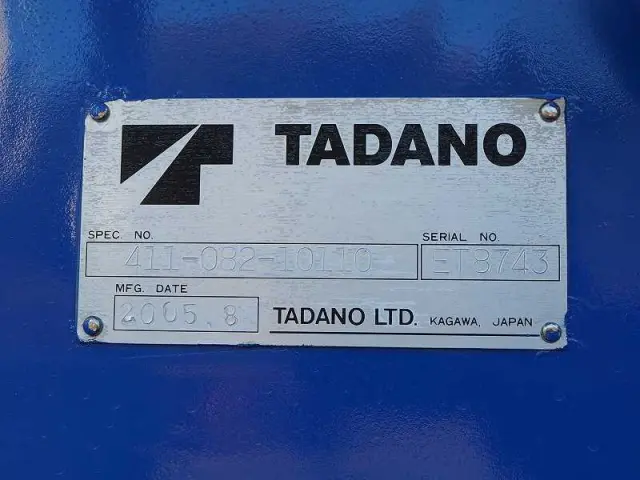 TADANO
SPEC NO. SERIAL NO.
411-082-10110 ET8743
MFG. DATE
2005.8 TADANO LTD. KAGAWA, JAPAN